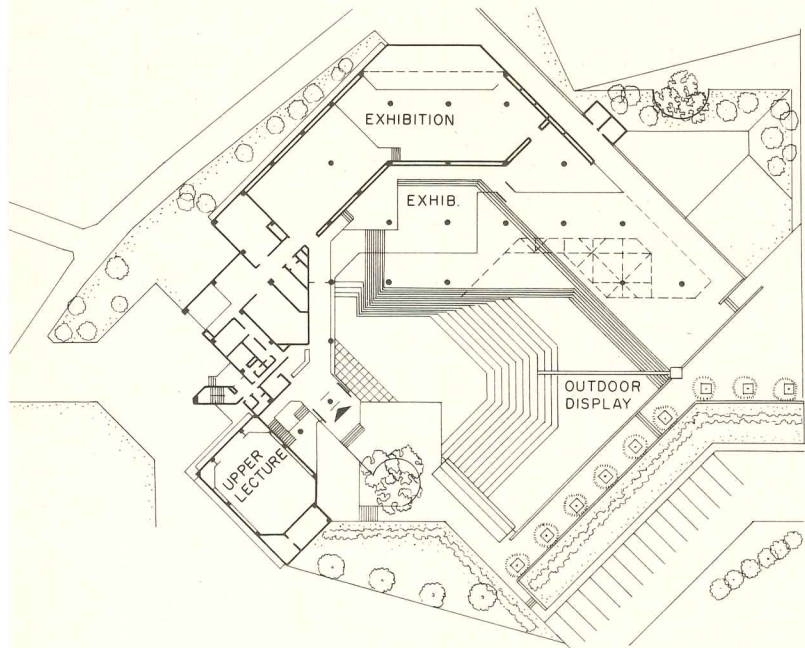 EXHIBITION
EXHIB.
OUTDOOR
DISPLAY
UPPER
LECTURE